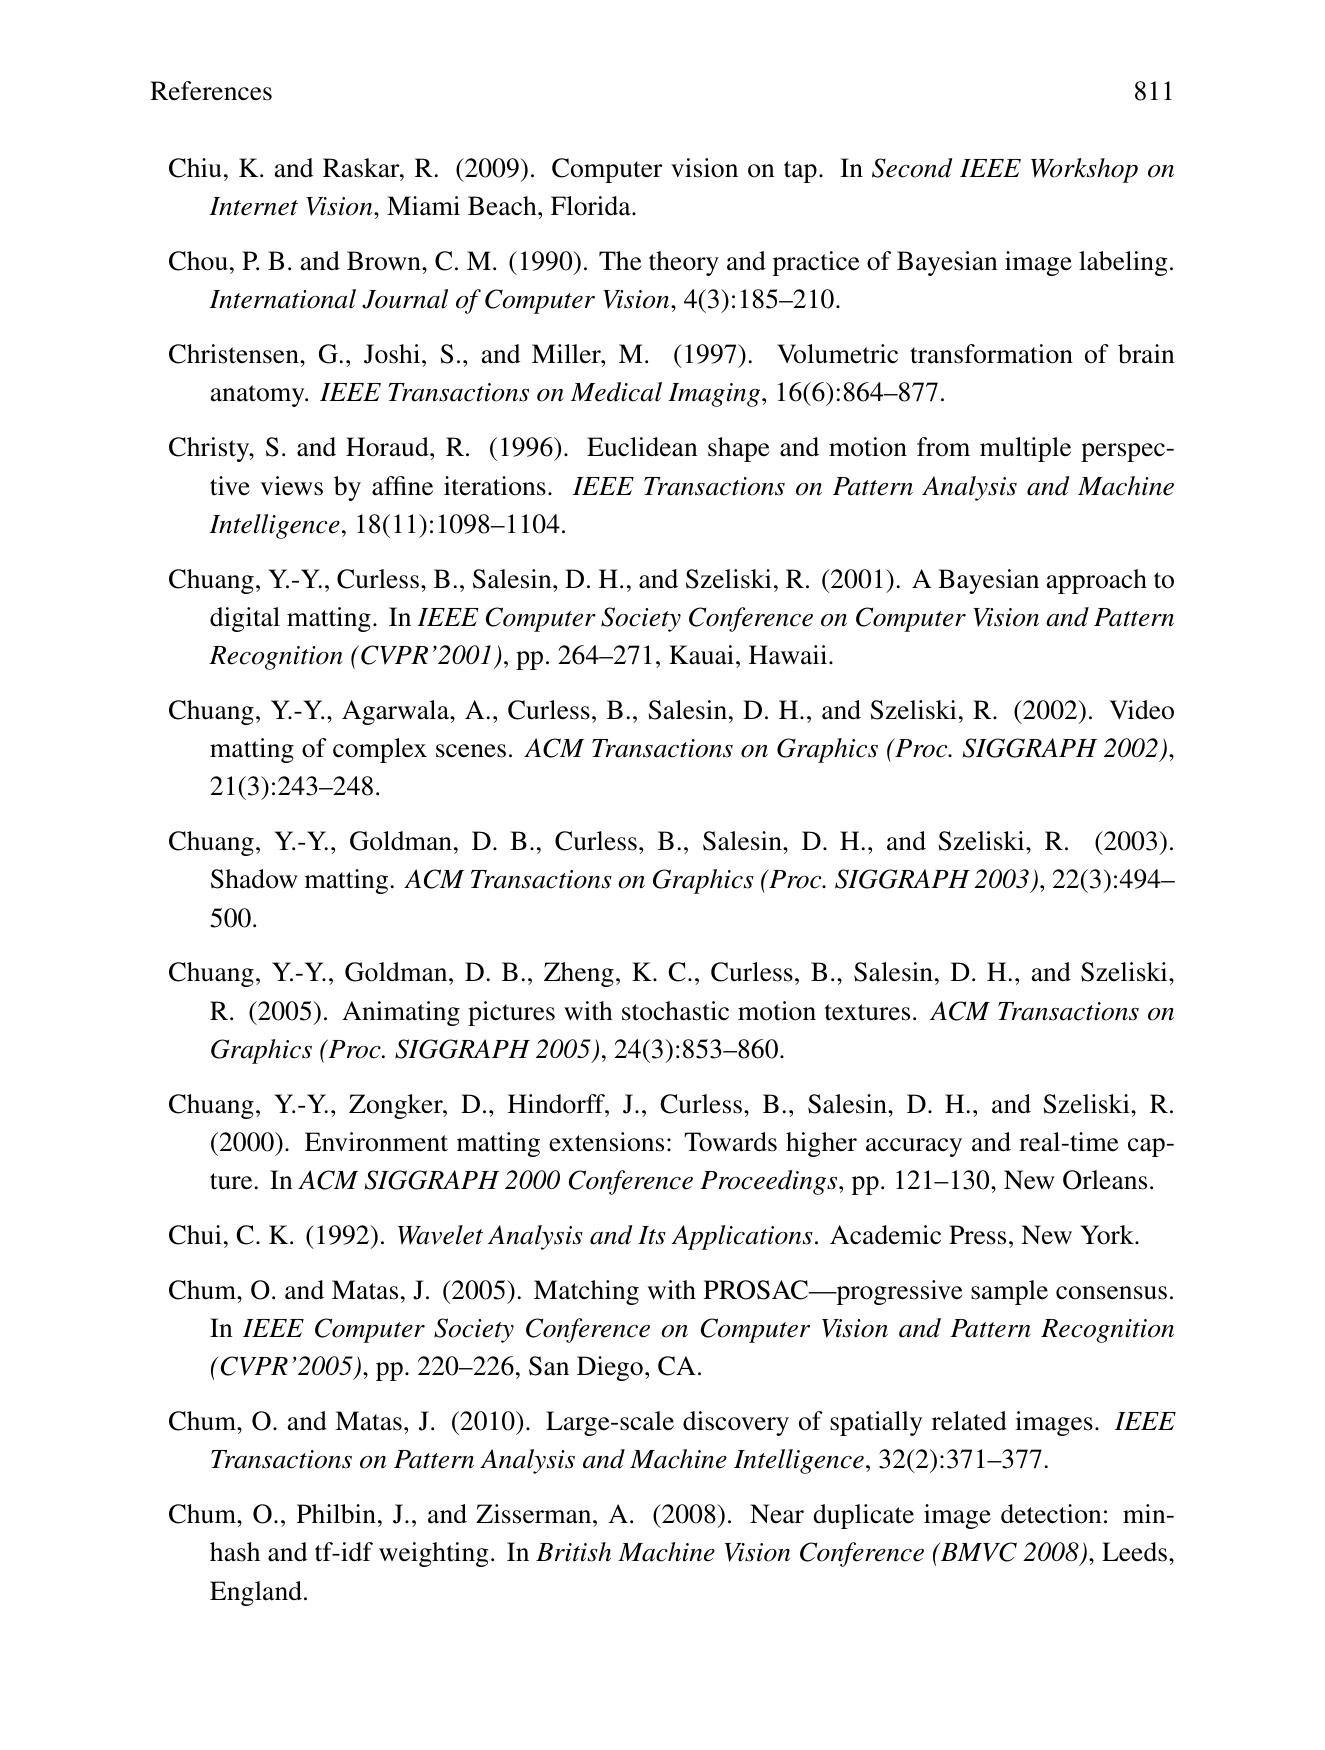 References 811
Chiu, K. and Raskar, R. (2009). Computer vision on tap. In Second IEEE Workshop on
Internet Vision, Miami Beach, Florida.
Chou, P. B. and Brown, C. M. (1990). The theory and practice of Bayesian image labeling.
International Journal of Computer Vision, 4(3):185–210.
Christensen, G., Joshi, S., and Miller, M. (1997). Volumetric transformation of brain
anatomy. IEEE Transactions on Medical Imaging, 16(6):864–877.
Christy, S. and Horaud, R. (1996). Euclidean shape and motion from multiple perspec-
tive views by affine iterations. IEEE Transactions on Pattern Analysis and Machine
Intelligence, 18(11):1098–1104.
Chuang, Y.-Y., Curless, B., Salesin, D. H., and Szeliski, R. (2001). A Bayesian approach to
digital matting. In IEEE Computer Society Conference on Computer Vision and Pattern
Recognition (CVPR’2001), pp. 264–271, Kauai, Hawaii.
Chuang, Y.-Y., Agarwala, A., Curless, B., Salesin, D. H., and Szeliski, R. (2002). Video
matting of complex scenes. ACM Transactions on Graphics (Proc. SIGGRAPH 2002),
21(3):243–248.
Chuang, Y.-Y., Goldman, D. B., Curless, B., Salesin, D. H., and Szeliski, R. (2003).
Shadow matting. ACM Transactions on Graphics (Proc. SIGGRAPH 2003), 22(3):494–
500.
Chuang, Y.-Y., Goldman, D. B., Zheng, K. C., Curless, B., Salesin, D. H., and Szeliski,
R. (2005). Animating pictures with stochastic motion textures. ACM Transactions on
Graphics (Proc. SIGGRAPH 2005), 24(3):853–860.
Chuang, Y.-Y., Zongker, D., Hindorff, J., Curless, B., Salesin, D. H., and Szeliski, R.
(2000). Environment matting extensions: Towards higher accuracy and real-time cap-
ture. In ACM SIGGRAPH 2000 Conference Proceedings, pp. 121–130, New Orleans.
Chui, C. K. (1992). Wavelet Analysis and Its Applications. Academic Press, New York.
Chum, O. and Matas, J. (2005). Matching with PROSAC—progressive sample consensus.
In IEEE Computer Society Conference on Computer Vision and Pattern Recognition
(CVPR’2005), pp. 220–226, San Diego, CA.
Chum, O. and Matas, J. (2010). Large-scale discovery of spatially related images. IEEE
Transactions on Pattern Analysis and Machine Intelligence, 32(2):371–377.
Chum, O., Philbin, J., and Zisserman, A. (2008). Near duplicate image detection: min-
hash and tf-idf weighting. In British Machine Vision Conference (BMVC 2008), Leeds,
England.